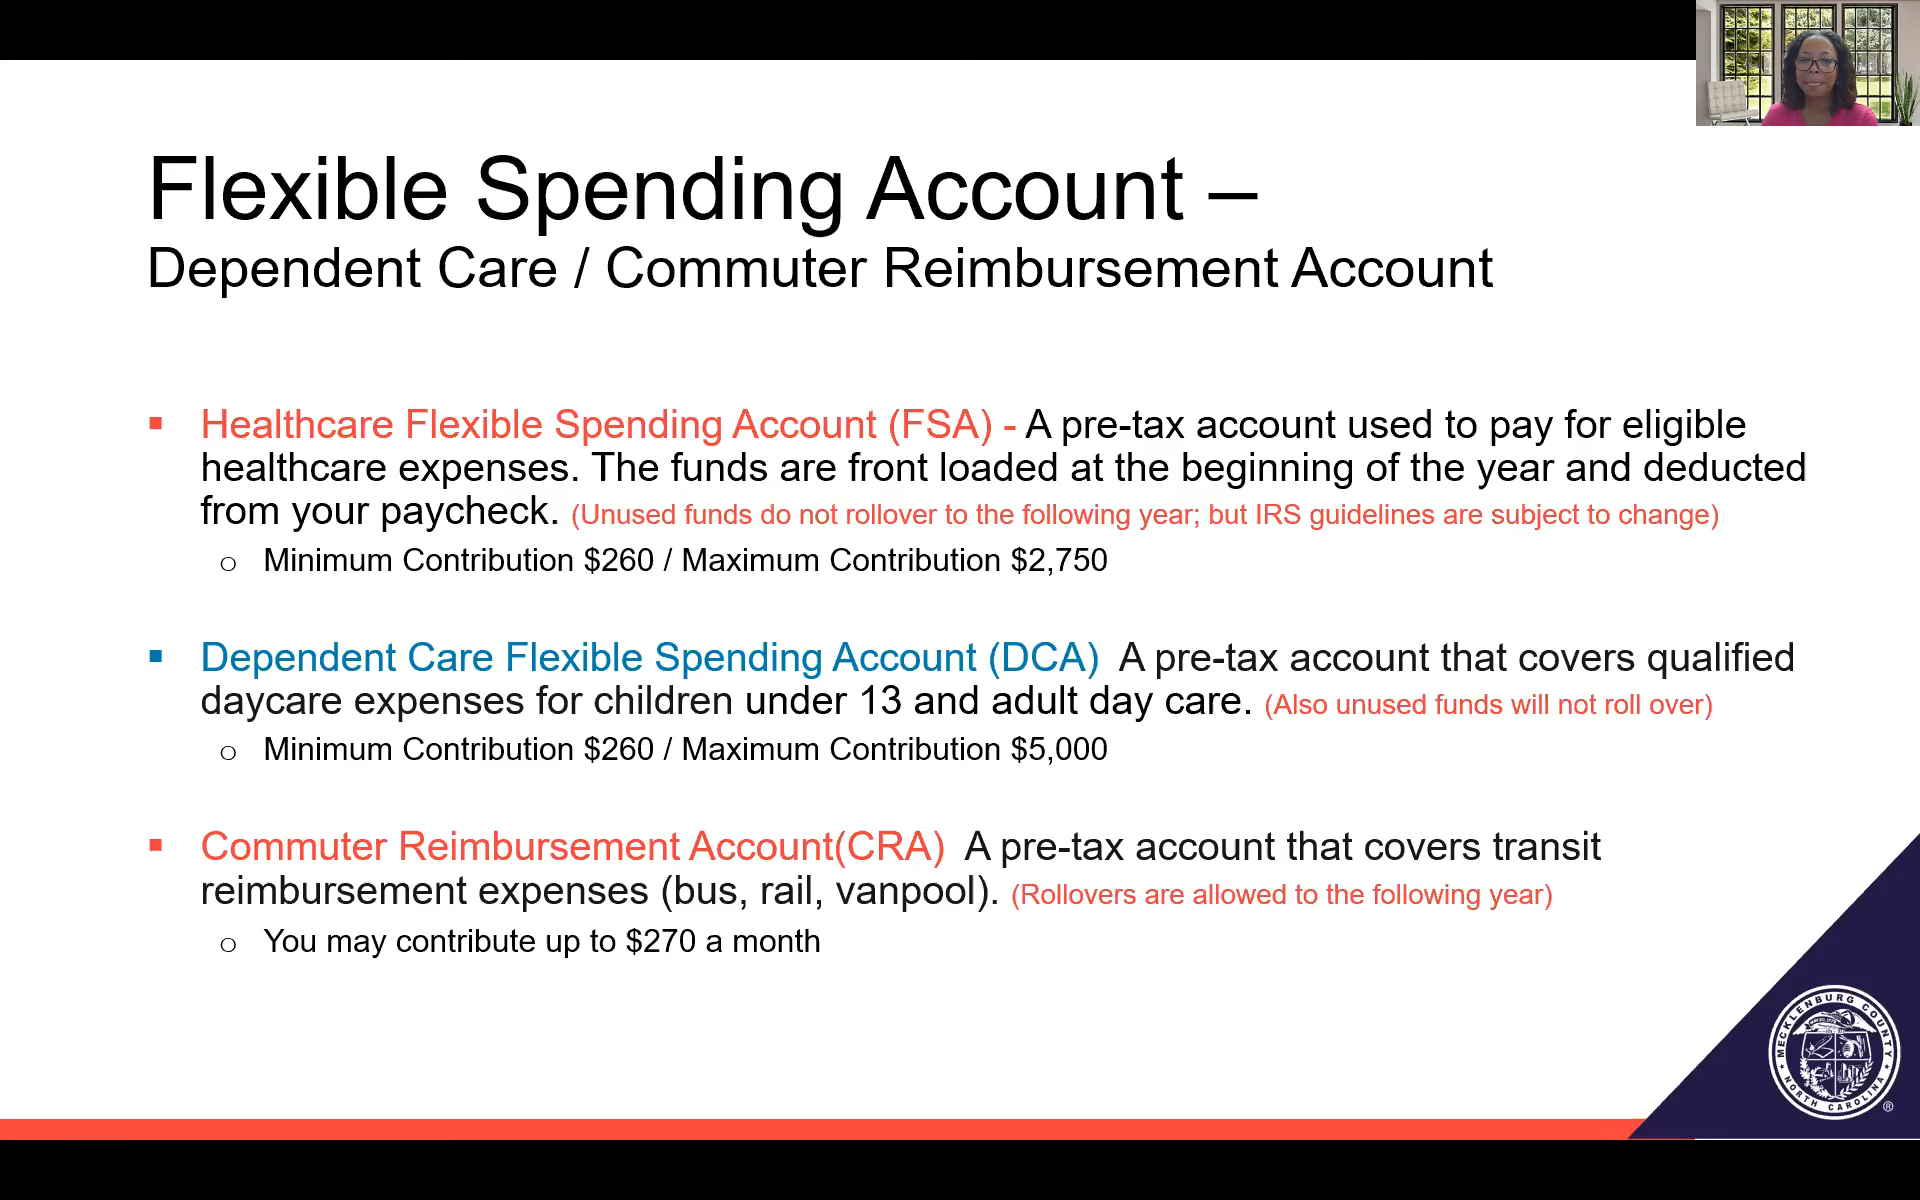 Flexible Spending Account –
Dependent Care / Commuter Reimbursement Account
▪ Healthcare Flexible Spending Account (FSA) - A pre-tax account used to pay for eligible
healthcare expenses. The funds are front loaded at the beginning of the year and deducted
from your paycheck. (Unused funds do not rollover to the following year; but IRS guidelines are subject to change)
o Minimum Contribution $260 / Maximum Contribution $2,750
▪ Dependent Care Flexible Spending Account (DCA) A pre-tax account that covers qualified
daycare expenses for children under 13 and adult day care. (Also unused funds will not roll over)
o Minimum Contribution $260 / Maximum Contribution $5,000
▪ Commuter Reimbursement Account(CRA) A pre-tax account that covers transit
reimbursement expenses (bus, rail, vanpool). (Rollovers are allowed to the following year)
o You may contribute up to $270 a month
MECKLENBURG COUNTY
NORTH CAROLINA
®